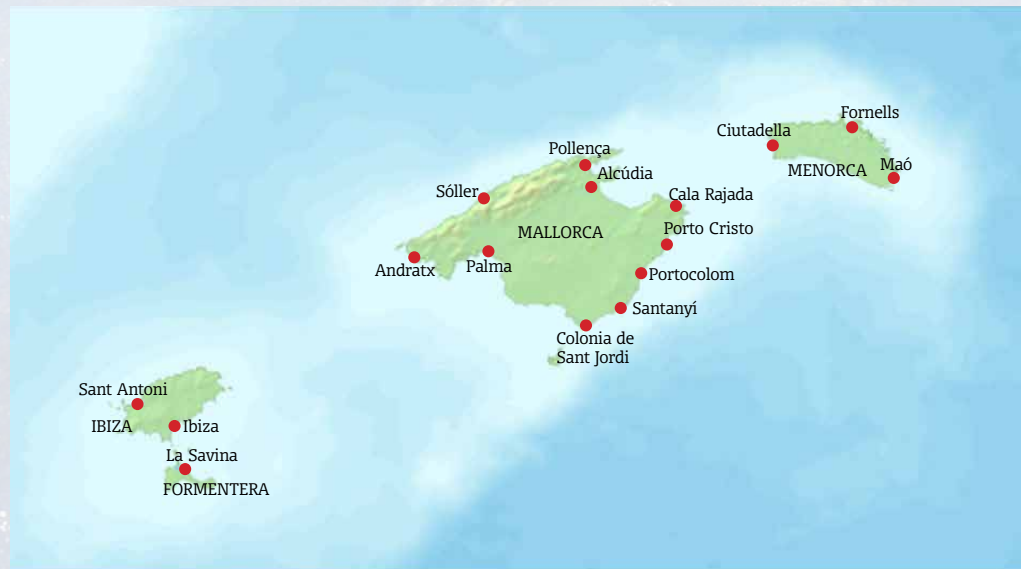 Fornells
Ciutadella
Maó
MENORCA
Pollença
Alcúdia
Sóller
Cala Rajada
MALLORCA
Porto Cristo
Andratx
Palma
Portocolom
Santanyí
Colonia de
Sant Jordi
Sant Antoni
IBIZA
Ibiza
La Savina
FORMENTERA